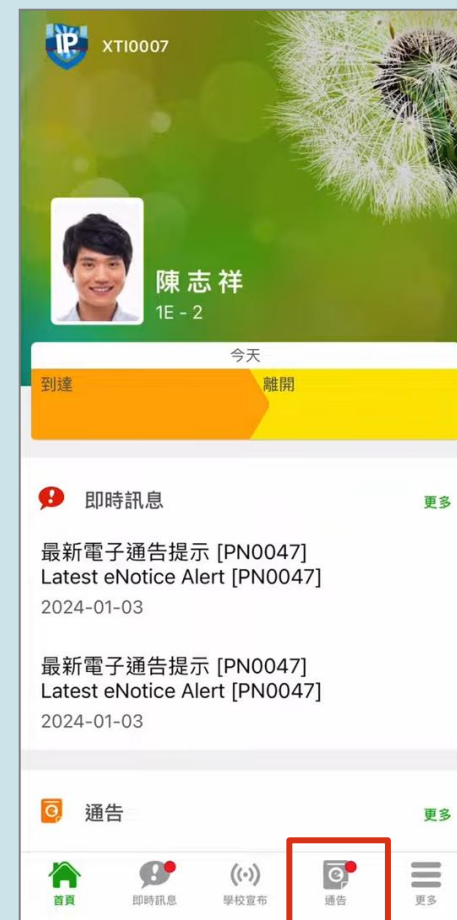 IP
XTI0007
陳志祥
1E - 2
今天
到達
離開
即時訊息
更多
最新電子通告提示 [PN0047]
Latest eNotice Alert [PN0047]
2024-01-03
最新電子通告提示 [PN0047]
Latest eNotice Alert [PN0047]
2024-01-03
通告
更多
首頁
即時訊息
學校宣布
通告
更多